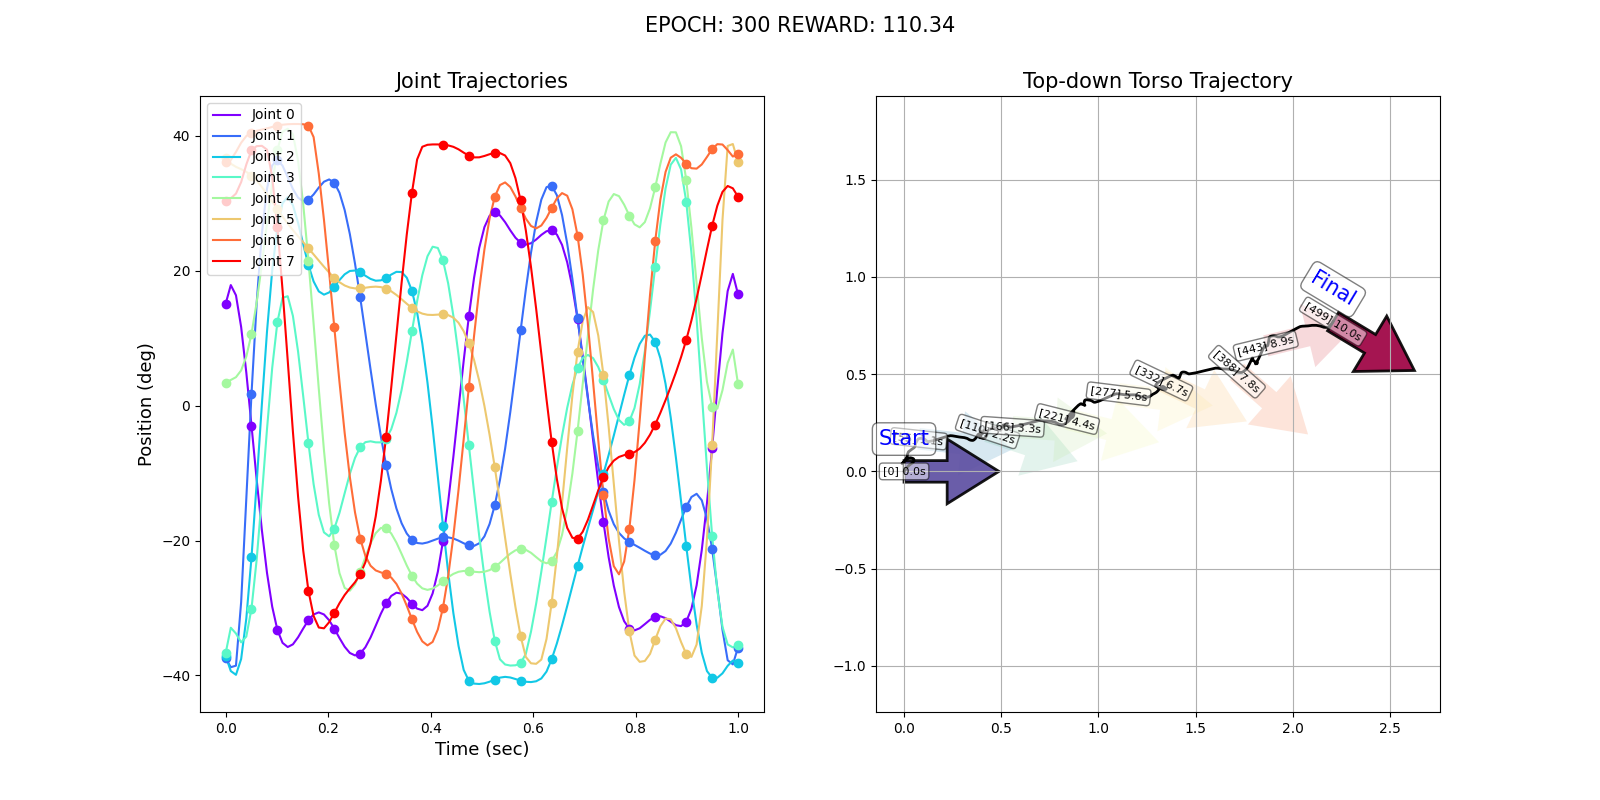 EPOCH: 300 REWARD: 110.34
Joint Trajectories
Position (deg)
40
20
0
−20
−40
Joint 0
Joint 1
Joint 2
Joint 3
Joint 4
Joint 5
Joint 6
Joint 7
0.0 0.2 0.4 0.6 0.8 1.0
Time (sec)
Top-down Torso Trajectory
1.5
1.0
0.5
0.0
−0.5
−1.0
Final
[499] 10.0s
[443] 8.9s
[388] 7.8s
[332] 6.7s
[277] 5.6s
[221] 4.4s
[166] 3.3s
2.2s
Start
[0] 0.0s
0.0 0.5 1.0 1.5 2.0 2.5